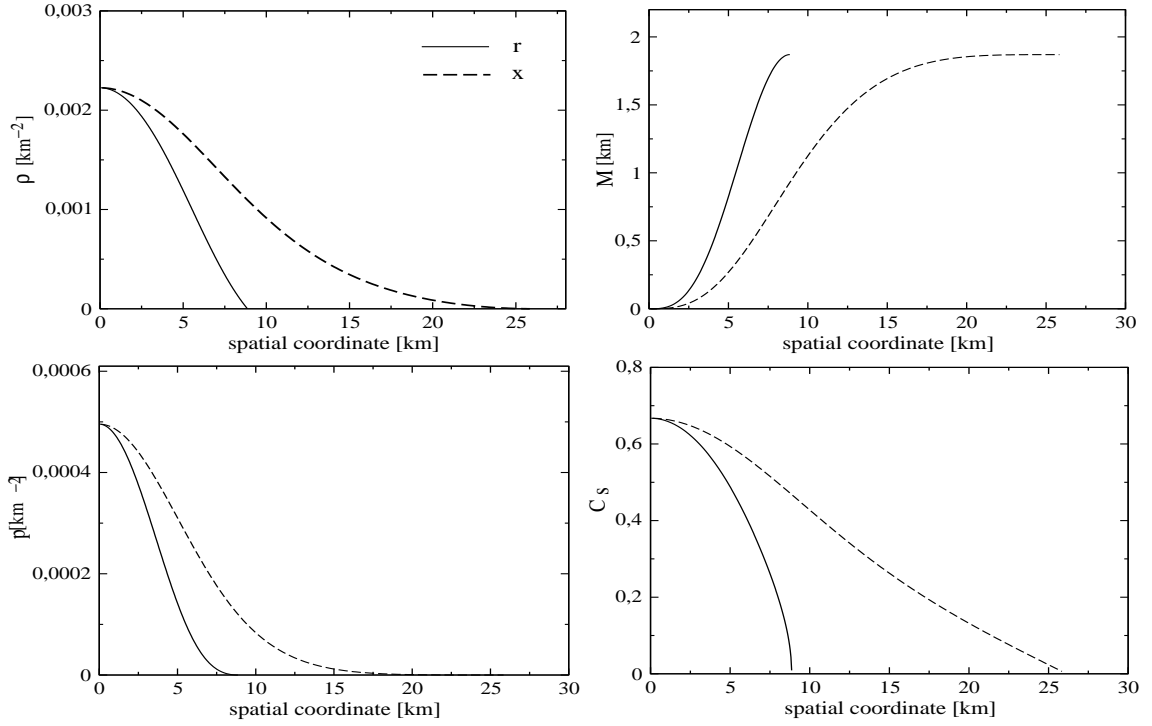 0,003
0,002
0,001
0
ρ [km⁻²]
r
x
0 5 10 15 20 25
spatial coordinate [km]
2
1,5
1
0,5
0
M [km]
0 5 10 15 20 25 30
spatial coordinate [km]
0,0006
0,0004
0,0002
0
p[km -2]
0 5 10 15 20 25 30
spatial coordinate [km]
0,8
0,6
0,4
0,2
0
C s
0 5 10 15 20 25 30
spatial coordinate [km]